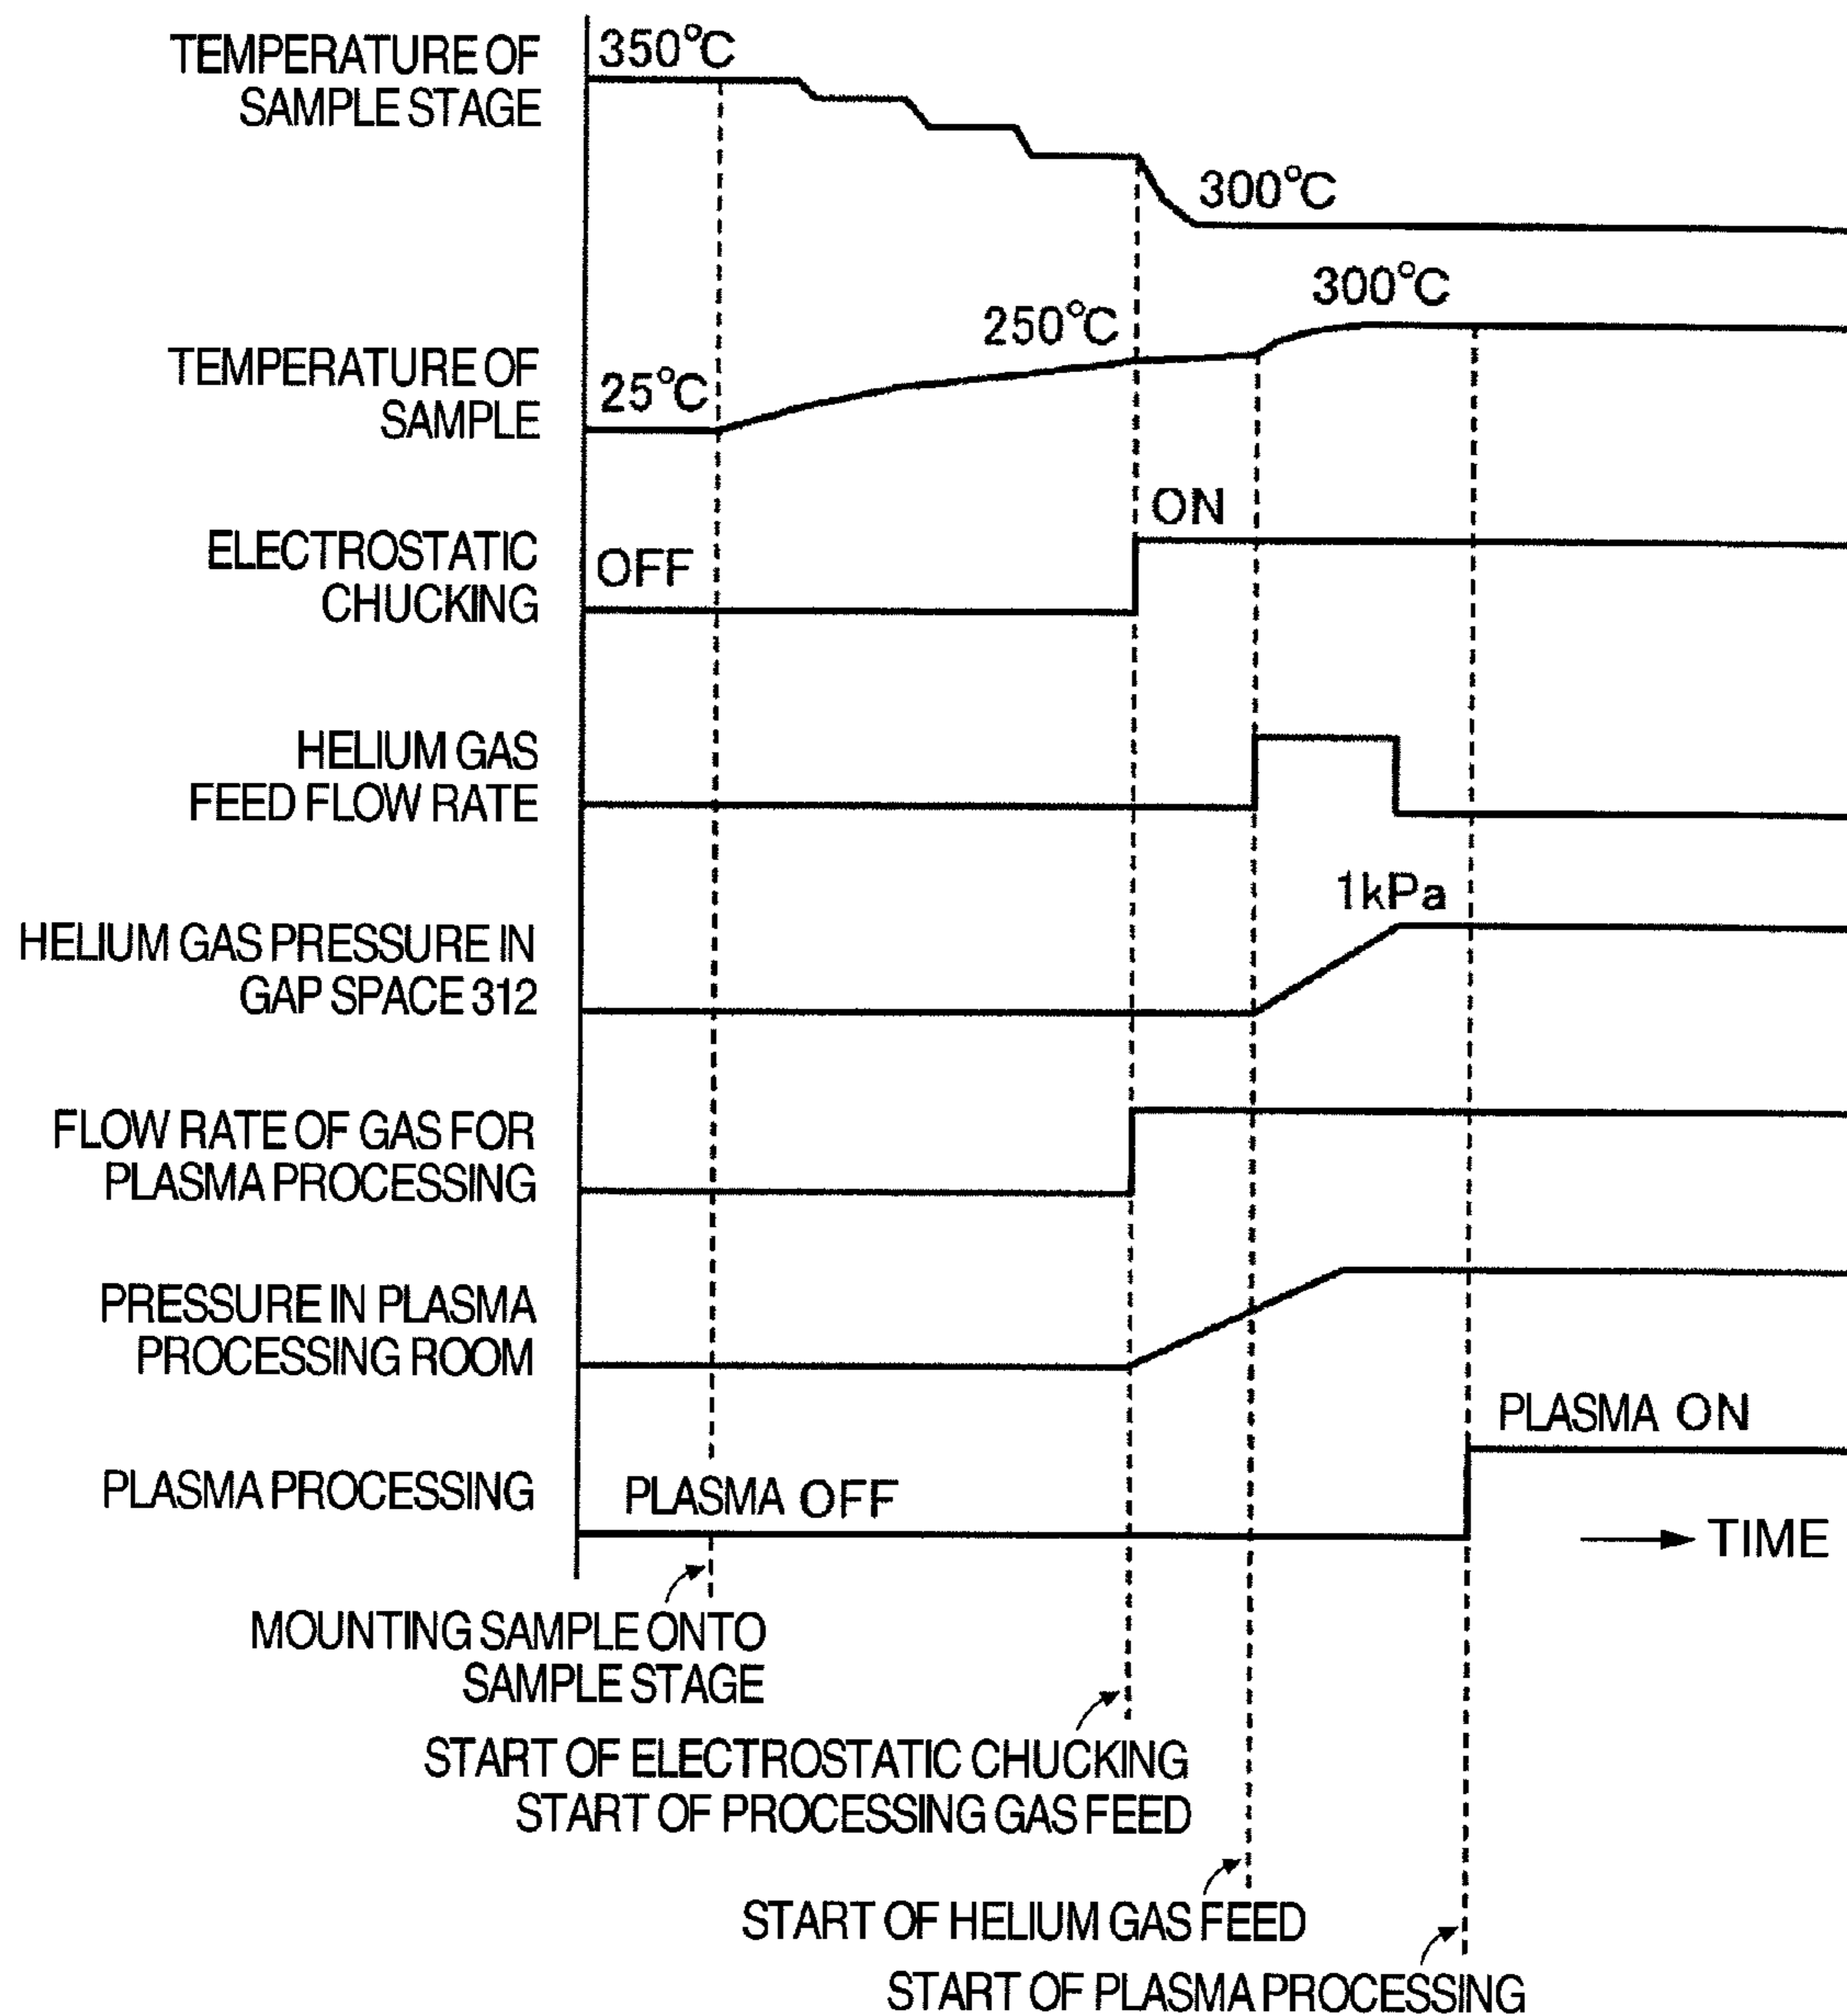 TEMPERATURE OF
SAMPLE STAGE
350°C
300°C
TEMPERATURE OF
SAMPLE
25°C
250°C
300°C
ELECTROSTATIC
CHUCKING
OFF
ON
HELIUM GAS
FEED FLOW RATE
HELIUM GAS PRESSURE IN
GAP SPACE 312
1kPa
FLOW RATE OF GAS FOR
PLASMA PROCESSING
PRESSURE IN PLASMA
PROCESSING ROOM
PLASMA PROCESSING
PLASMA OFF
PLASMA ON
TIME
MOUNTING SAMPLE ONTO
SAMPLE STAGE
START OF ELECTROSTATIC CHUCKING
START OF PROCESSING GAS FEED
START OF HELIUM GAS FEED
START OF PLASMA PROCESSING